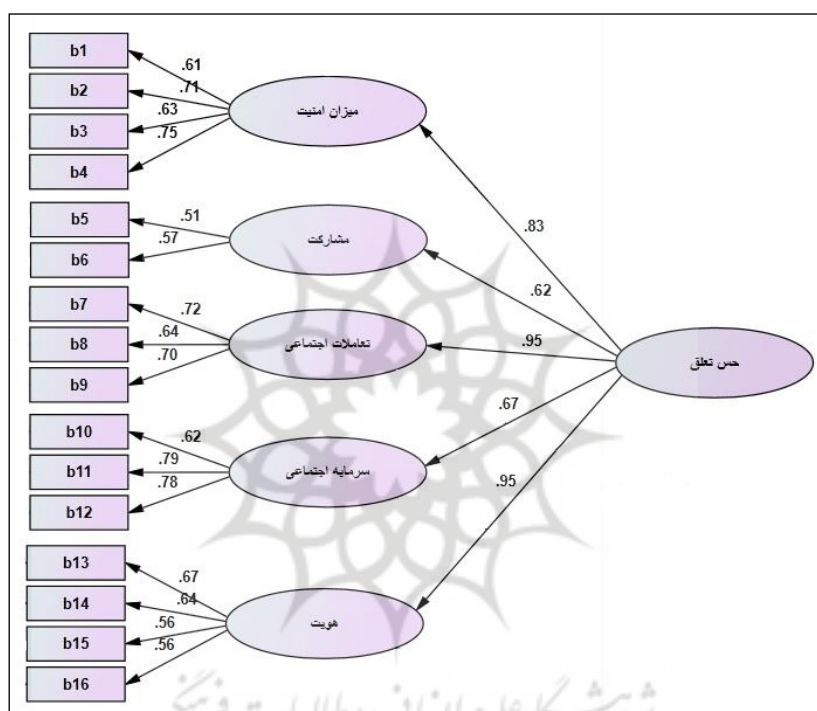 b1
.61
b2
.71
میزان امنیت
b3
.63
b4
.75
.83
b5
.51
مشارکت
b6
.57
.62
b7
.72
b8
.64
تعاملات اجتماعی
.95
حس تعلق
b9
.70
b10
.62
.67
b11
.79
سرمایه اجتماعی
b12
.78
.95
b13
.67
b14
.64
هویت
b15
.56
b16
.56